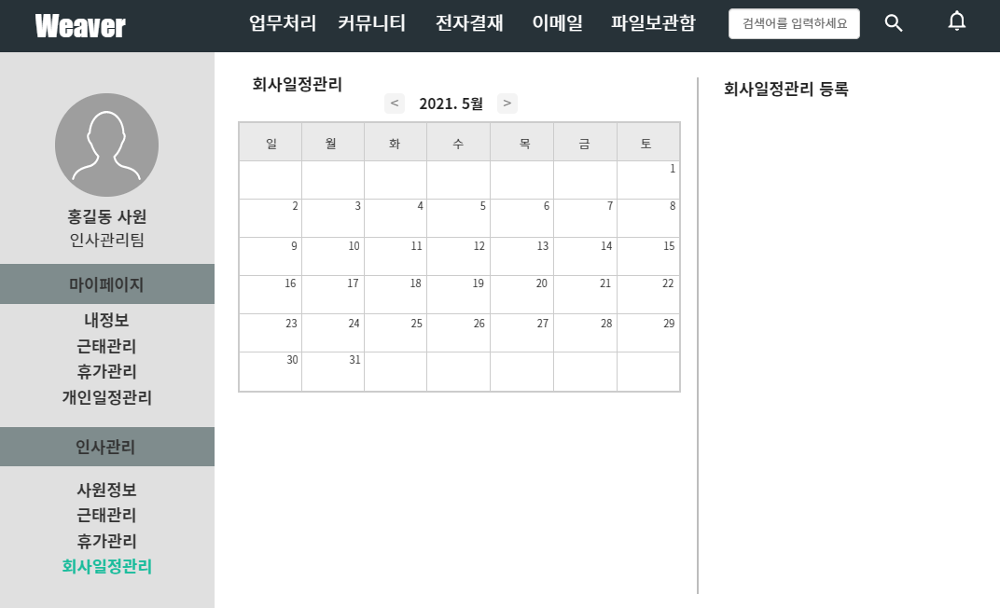 Weaver 업무처리 커뮤니티 전자결재 이메일 파일보관함 검색어를 입력하세요
홍길동 사원
인사관리팀
마이페이지
내정보
근태관리
휴가관리
개인일정관리
인사관리
사원정보
근태관리
휴가관리
회사일정관리
회사일정관리
< 2021. 5월 >
일 월 화 수 목 금 토
1
2 3 4 5 6 7 8
9 10 11 12 13 14 15
16 17 18 19 20 21 22
23 24 25 26 27 28 29
30 31
회사일정관리 등록